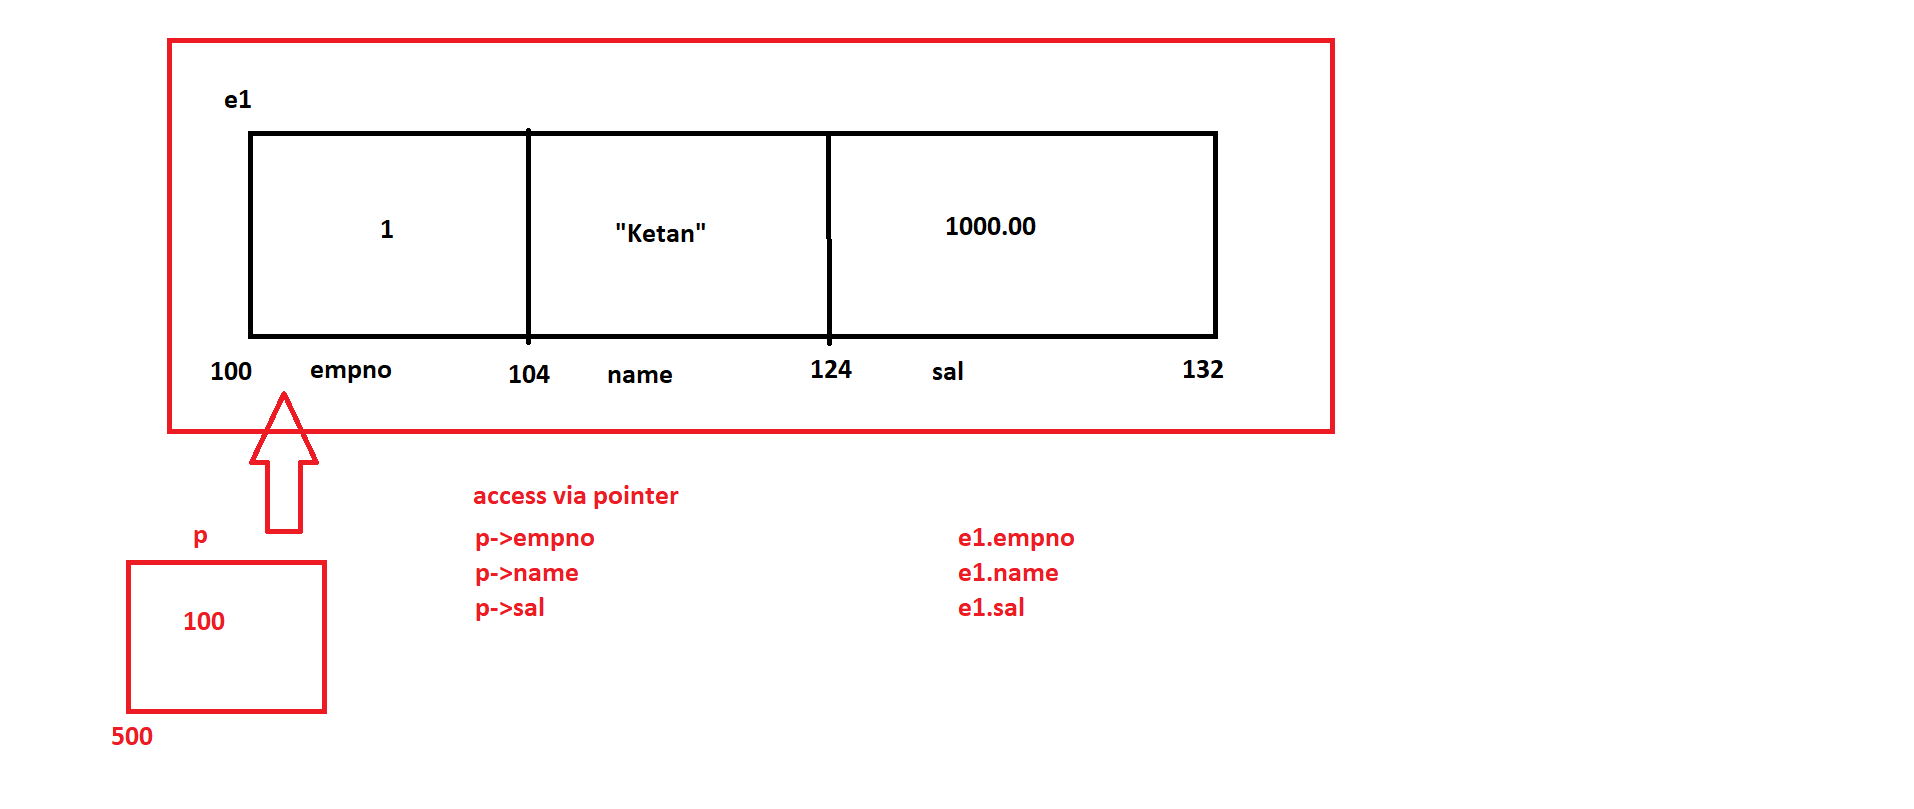 e1
1 "Ketan" 1000.00
100 empno 104 name 124 sal 132
access via pointer
p
p->empno e1.empno
p->name e1.name
p->sal e1.sal
100
500